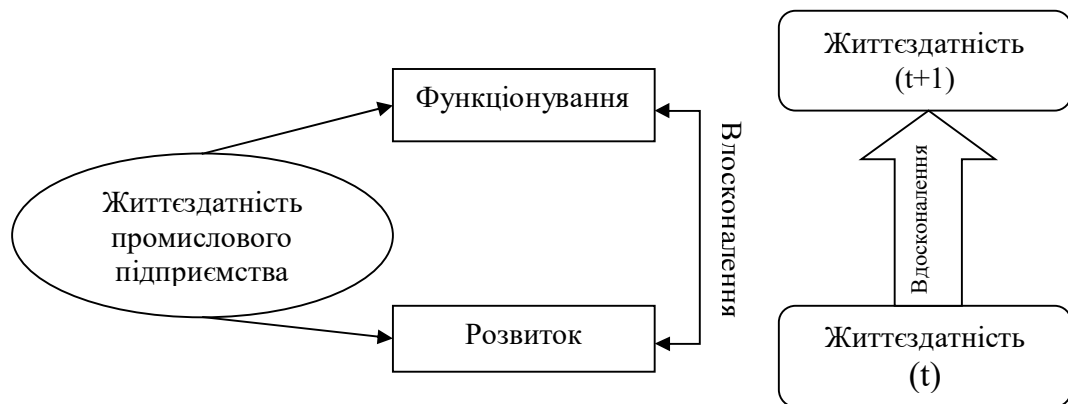 Життєздатність
промислового
підприємства
Функціонування
Розвиток
Вдосконалення
Життєздатність
(t+1)
Вдосконалення
Життєздатність
(t)